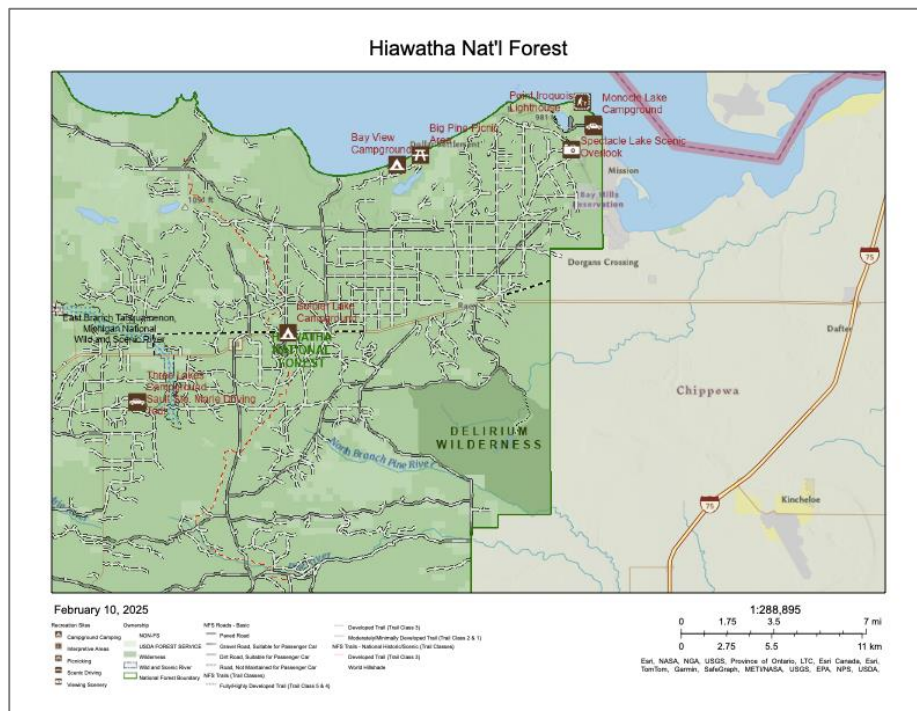 Hiawatha Nat'l Forest
Point Iroquois
Lighthouse
981 ft
Monocle Lake
Campground
Bay View
Campground
Big Pine Picnic
Area
Spectacle Lake Scenic
Overlook
Mission
Bay Mills
Reservation
1094 ft
Dorgans Crossing
75
Raco
Dafter
East Branch Tahquamenon,
Michigan National
Wild and Scenic River
Soldier Lake
Campground
HIAWATHA
NATIONAL
FOREST
Three Lakes
Campground
Sault Ste. Marie Driving
Tour
Chippewa
DELIRIUM
WILDERNESS
North Branch Pine River
75
Kincheloe
February 10, 2025
1:288,895
0 1.75 3.5 7 mi
0 2.75 5.5 11 km
Esri, NASA, NGA, USGS, Province of Ontario, LTC, Esri Canada, Esri,
TomTom, Garmin, SafeGraph, METI/NASA, USGS, EPA, NPS, USDA,
Recreation Sites
Campground Camping
Interpretive Areas
Picnicking
Scenic Driving
Viewing Scenery
Ownership
NON-FS
USDA FOREST SERVICE
Wilderness
Wild and Scenic River
National Forest Boundary
NFS Roads - Basic
Paved Road
Gravel Road, Suitable for Passenger Car
Dirt Road, Suitable for Passenger Car
Road, Not Maintained for Passenger Car
NFS Trails (Trail Classes)
Fully/Highly Developed Trail (Trail Class 5 & 4)
Developed Trail (Trail Class 3)
Moderately/Minimally Developed Trail (Trail Class 2 & 1)
NFS Trails - National Historic/Scenic (Trail Classes)
Developed Trail (Trail Class 3)
World Hillshade